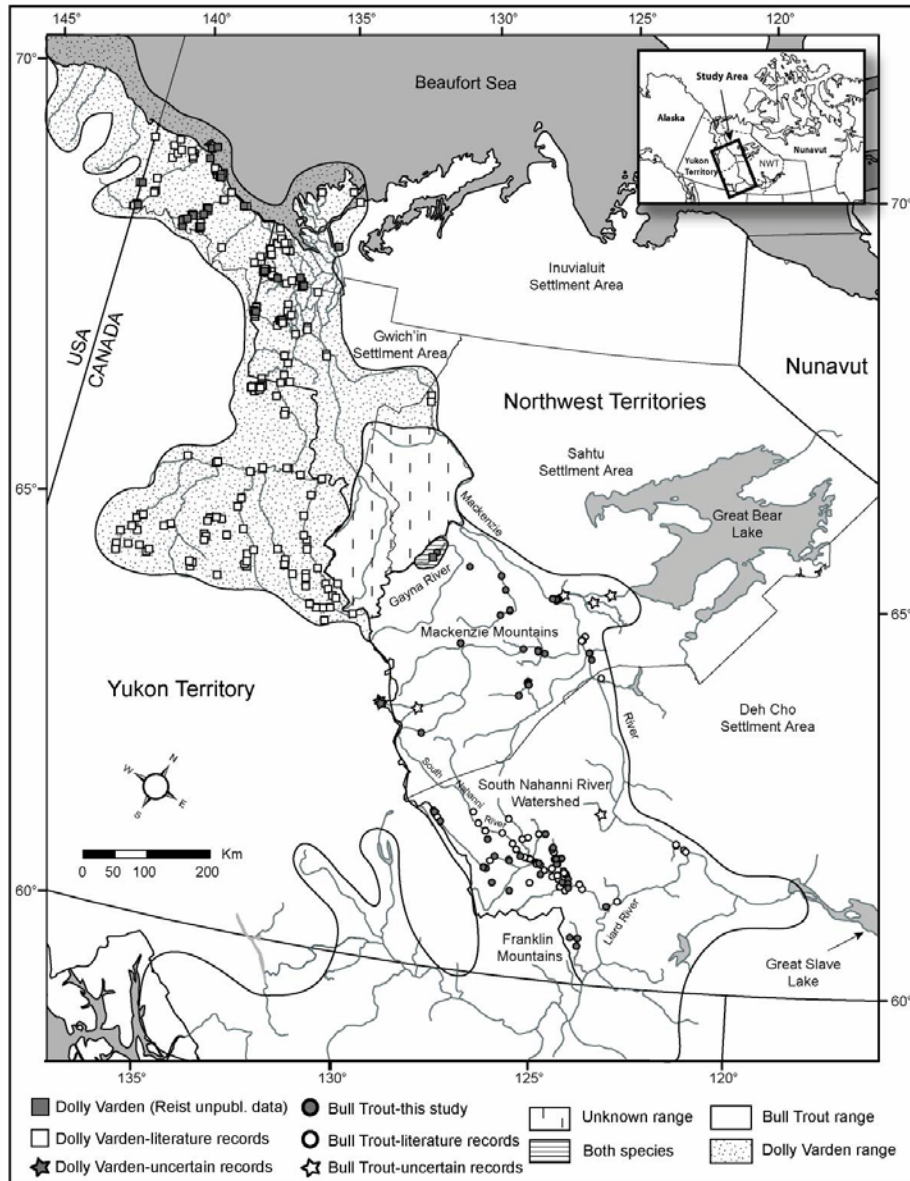 145° 140° 135° 130° 125° 120°
70°
65°
60°
70°
65°
60°
135° 130° 125° 120°
Beaufort Sea
Study Area
Alaska
Yukon
Territory
NWT
Nunavut
Inuvialuit
Settlment Area
USA
CANADA
Gwich'in
Settlment Area
Nunavut
Northwest Territories
Sahtu
Settlment Area
Great Bear
Lake
Mackenzie
Gayna River
Mackenzie Mountains
Yukon Territory
River
Deh Cho
Settlment Area
N
W
E
S
South
Nahanni
River
South Nahanni River
Watershed
0 50 100 200 Km
Liard River
Franklin
Mountains
Great Slave
Lake
Dolly Varden (Reist unpubl. data)
Dolly Varden-literature records
Dolly Varden-uncertain records
Bull Trout-this study
Bull Trout-literature records
Bull Trout-uncertain records
Unknown range
Both species
Bull Trout range
Dolly Varden range